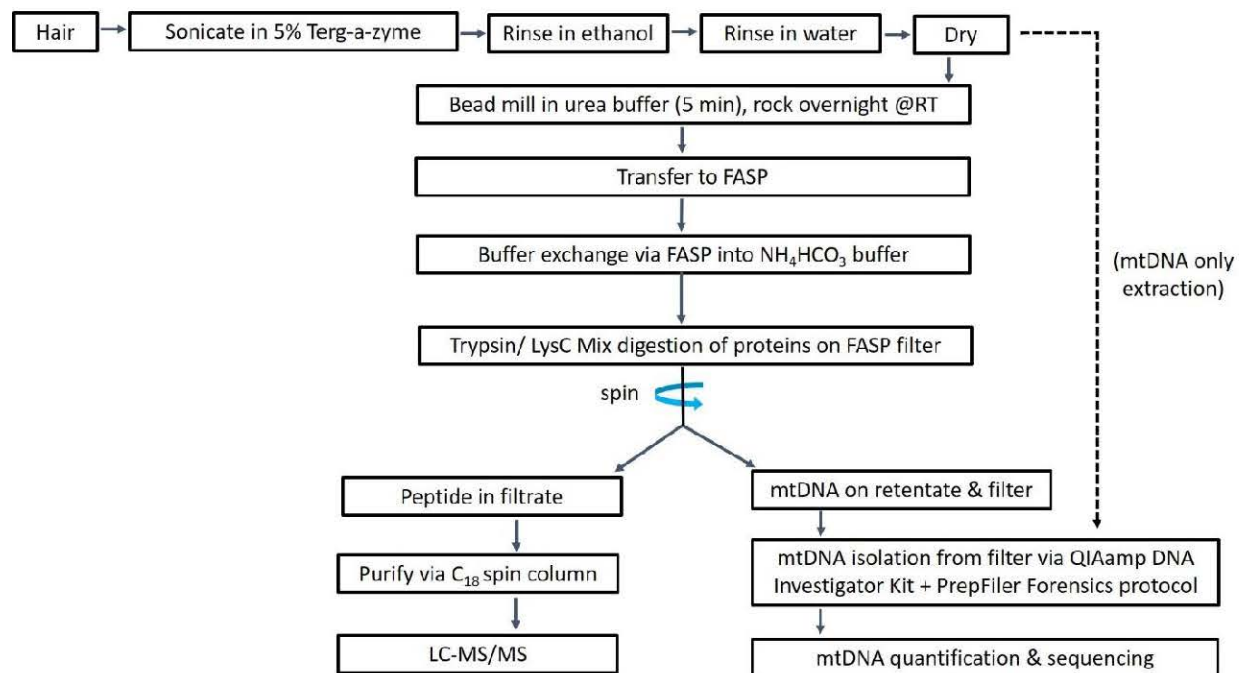 Hair
Sonicate in 5% Terg-a-zyme
Rinse in ethanol
Rinse in water
Dry
Bead mill in urea buffer (5 min), rock overnight @RT
Transfer to FASP
Buffer exchange via FASP into NH₄HCO₃ buffer
(mtDNA only
extraction)
Trypsin/ LysC Mix digestion of proteins on FASP filter
spin
Peptide in filtrate
mtDNA on retentate & filter
Purify via C₁₈ spin column
mtDNA isolation from filter via QIAamp DNA
Investigator Kit + PrepFiler Forensics protocol
LC-MS/MS
mtDNA quantification & sequencing